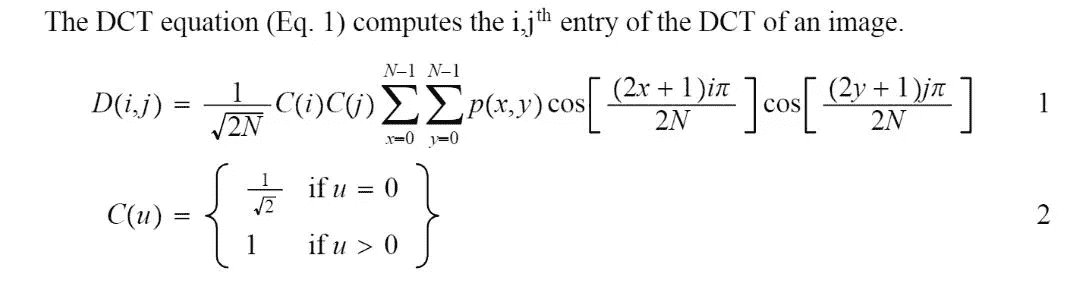 The DCT equation (Eq. 1) computes the i,jᵗʰ entry of the DCT of an image.
D(i,j) = 1/√2N C(i)C(j) ∑_{x=0}^{N–1} ∑_{y=0}^{N–1} p(x,y) cos[ (2x + 1)iπ / 2N ] cos[ (2y + 1)jπ / 2N ] 1
C(u) = { 1/√2 if u = 0
1 if u > 0 } 2